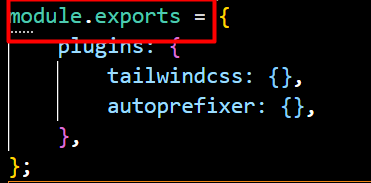 module.exports = {
    plugins: {
        tailwindcss: {},
        autoprefixer: {},
    },
};